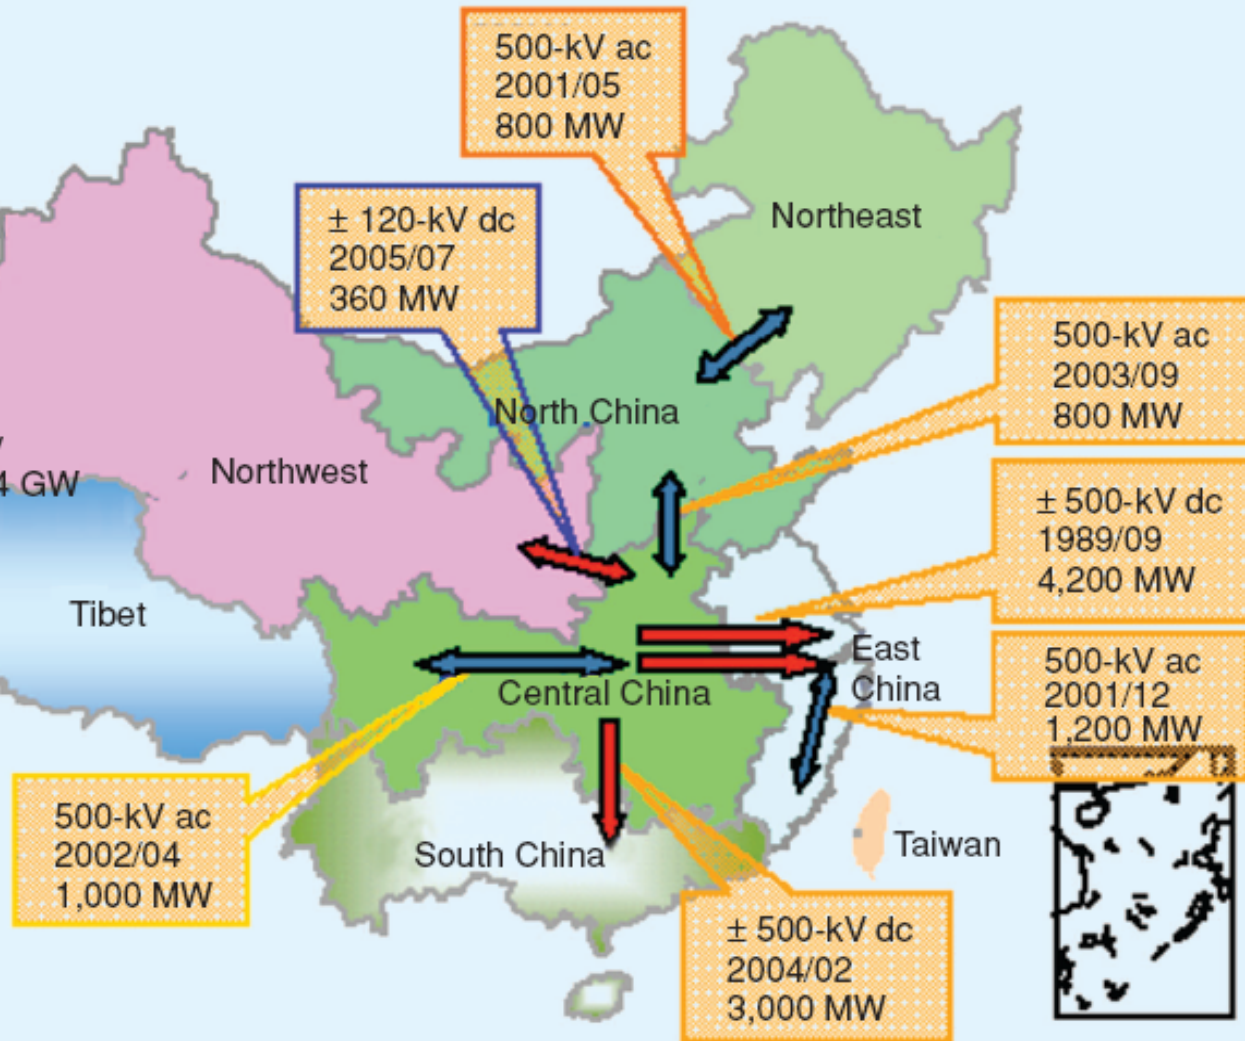 500-kV ac
2001/05
800 MW
± 120-kV dc
2005/07
360 MW
Northeast
500-kV ac
2003/09
800 MW
North China
Northwest
4 GW
± 500-kV dc
1989/09
4,200 MW
Tibet
East
China
500-kV ac
2001/12
1,200 MW
Central China
500-kV ac
2002/04
1,000 MW
South China
Taiwan
± 500-kV dc
2004/02
3,000 MW